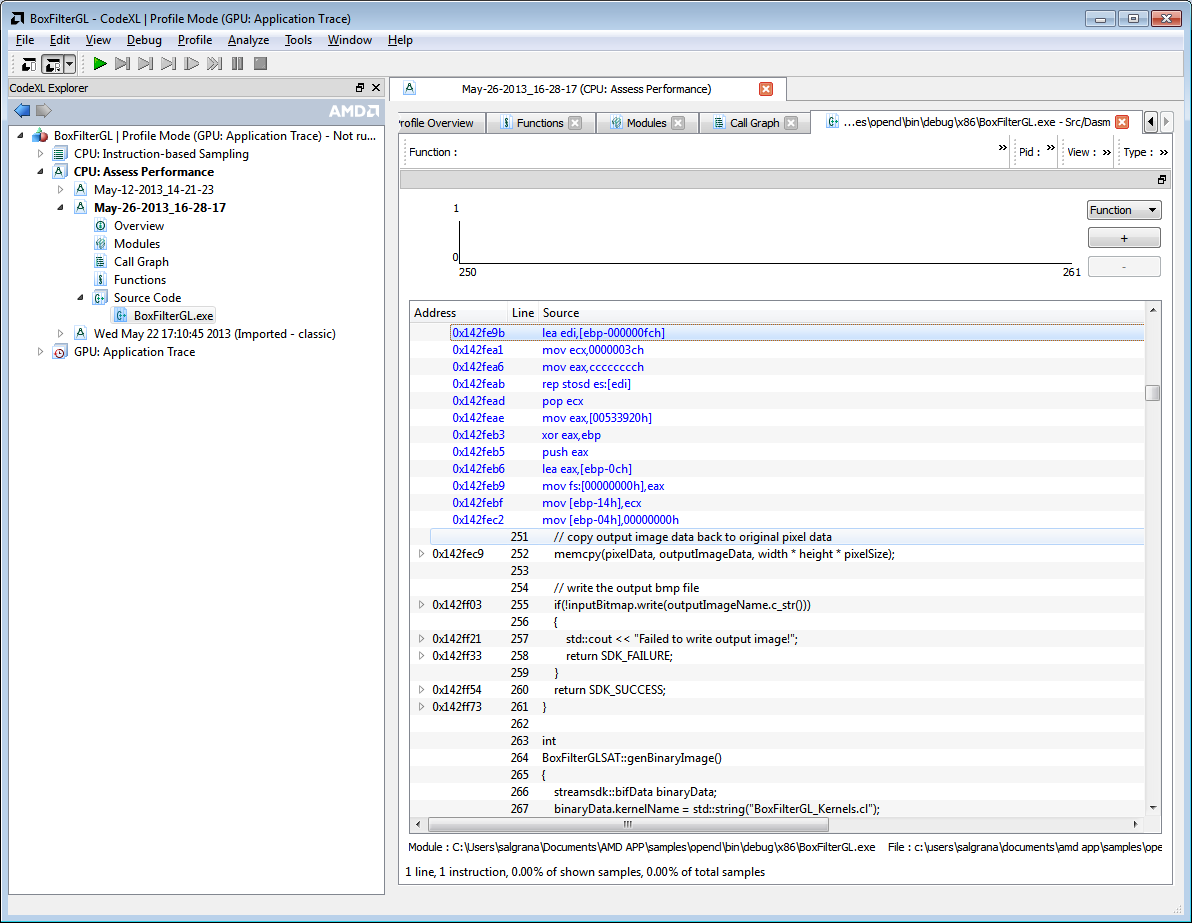 BoxFilterGL - CodeXL | Profile Mode (GPU: Application Trace)
File Edit View Debug Profile Analyze Tools Window Help
CodeXL Explorer
AMD
BoxFilterGL | Profile Mode (GPU: Application Trace) - Not ru...
CPU: Instruction-based Sampling
CPU: Assess Performance
May-12-2013_14-21-23
May-26-2013_16-28-17
Overview
Modules
Call Graph
Functions
Source Code
BoxFilterGL.exe
Wed May 22 17:10:45 2013 (Imported - classic)
GPU: Application Trace
May-26-2013_16-28-17 (CPU: Assess Performance)
rofile Overview Functions Modules Call Graph ...es\opencl\bin\debug\x86\BoxFilterGL.exe - Src/Dasm
Function : » Pid : » View : » Type : »
1
0
250 261
Function
+
-
Address Line Source
0x142fe9b lea edi,[ebp-000000fch]
0x142fea1 mov ecx,0000003ch
0x142fea6 mov eax,cccccccch
0x142feab rep stosd es:[edi]
0x142fead pop ecx
0x142feae mov eax,[00533920h]
0x142feb3 xor eax,ebp
0x142feb5 push eax
0x142feb6 lea eax,[ebp-0ch]
0x142feb9 mov fs:[00000000h],eax
0x142febf mov [ebp-14h],ecx
0x142fec2 mov [ebp-04h],00000000h
251 // copy output image data back to original pixel data
0x142fec9 252 memcpy(pixelData, outputImageData, width * height * pixelSize);
253
254 // write the output bmp file
0x142ff03 255 if(!inputBitmap.write(outputImageName.c_str()))
256 {
0x142ff21 257 std::cout << "Failed to write output image!";
0x142ff33 258 return SDK_FAILURE;
259 }
0x142ff54 260 return SDK_SUCCESS;
0x142ff73 261 }
262
263 int
264 BoxFilterGLSAT::genBinaryImage()
265 {
266 streamsdk::bifData binaryData;
267 binaryData.kernelName = std::string("BoxFilterGL_Kernels.cl");
Module : C:\Users\salgrana\Documents\AMD APP\samples\opencl\bin\debug\x86\BoxFilterGL.exe File : c:\users\salgrana\documents\amd app\samples\ope
1 line, 1 instruction, 0.00% of shown samples, 0.00% of total samples